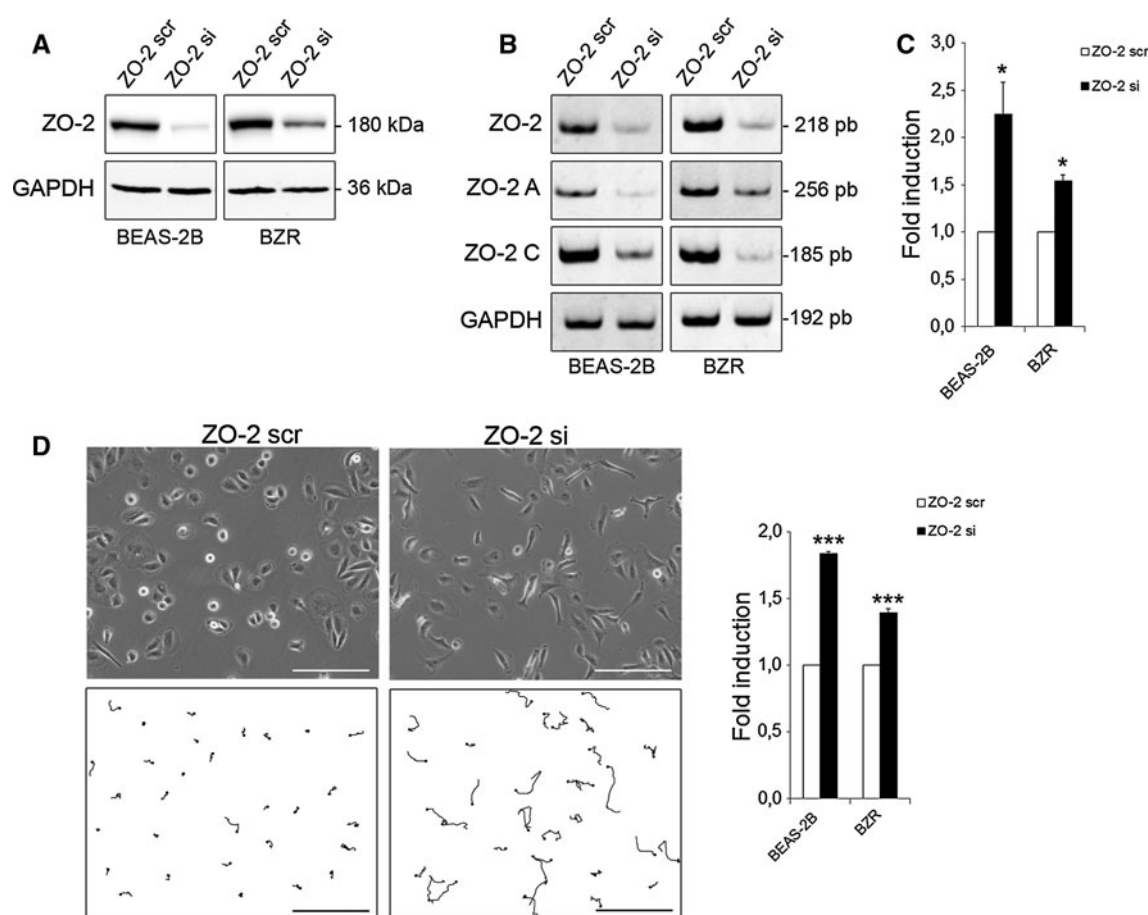 A
ZO-2 scr
ZO-2 si
ZO-2 scr
ZO-2 si
ZO-2
- 180 kDa
GAPDH
- 36 kDa
BEAS-2B
BZR
B
ZO-2 scr
ZO-2 si
ZO-2 scr
ZO-2 si
ZO-2
- 218 pb
ZO-2 A
-256 pb
ZO-2 C
-185 pb
GAPDH
-192 pb
BEAS-2B
BZR
C
3,0
2,5
2,0
1,5
1,0
0,5
0,0
Fold induction
*
*
ZO-2 scr
ZO-2 si
BEAS-2B
BZR
D
ZO-2 scr
ZO-2 si
ZO-2 scr
ZO-2 si
2,0
1,5
1,0
0,5
0,0
Fold induction
***
***
BEAS-2B
BZR